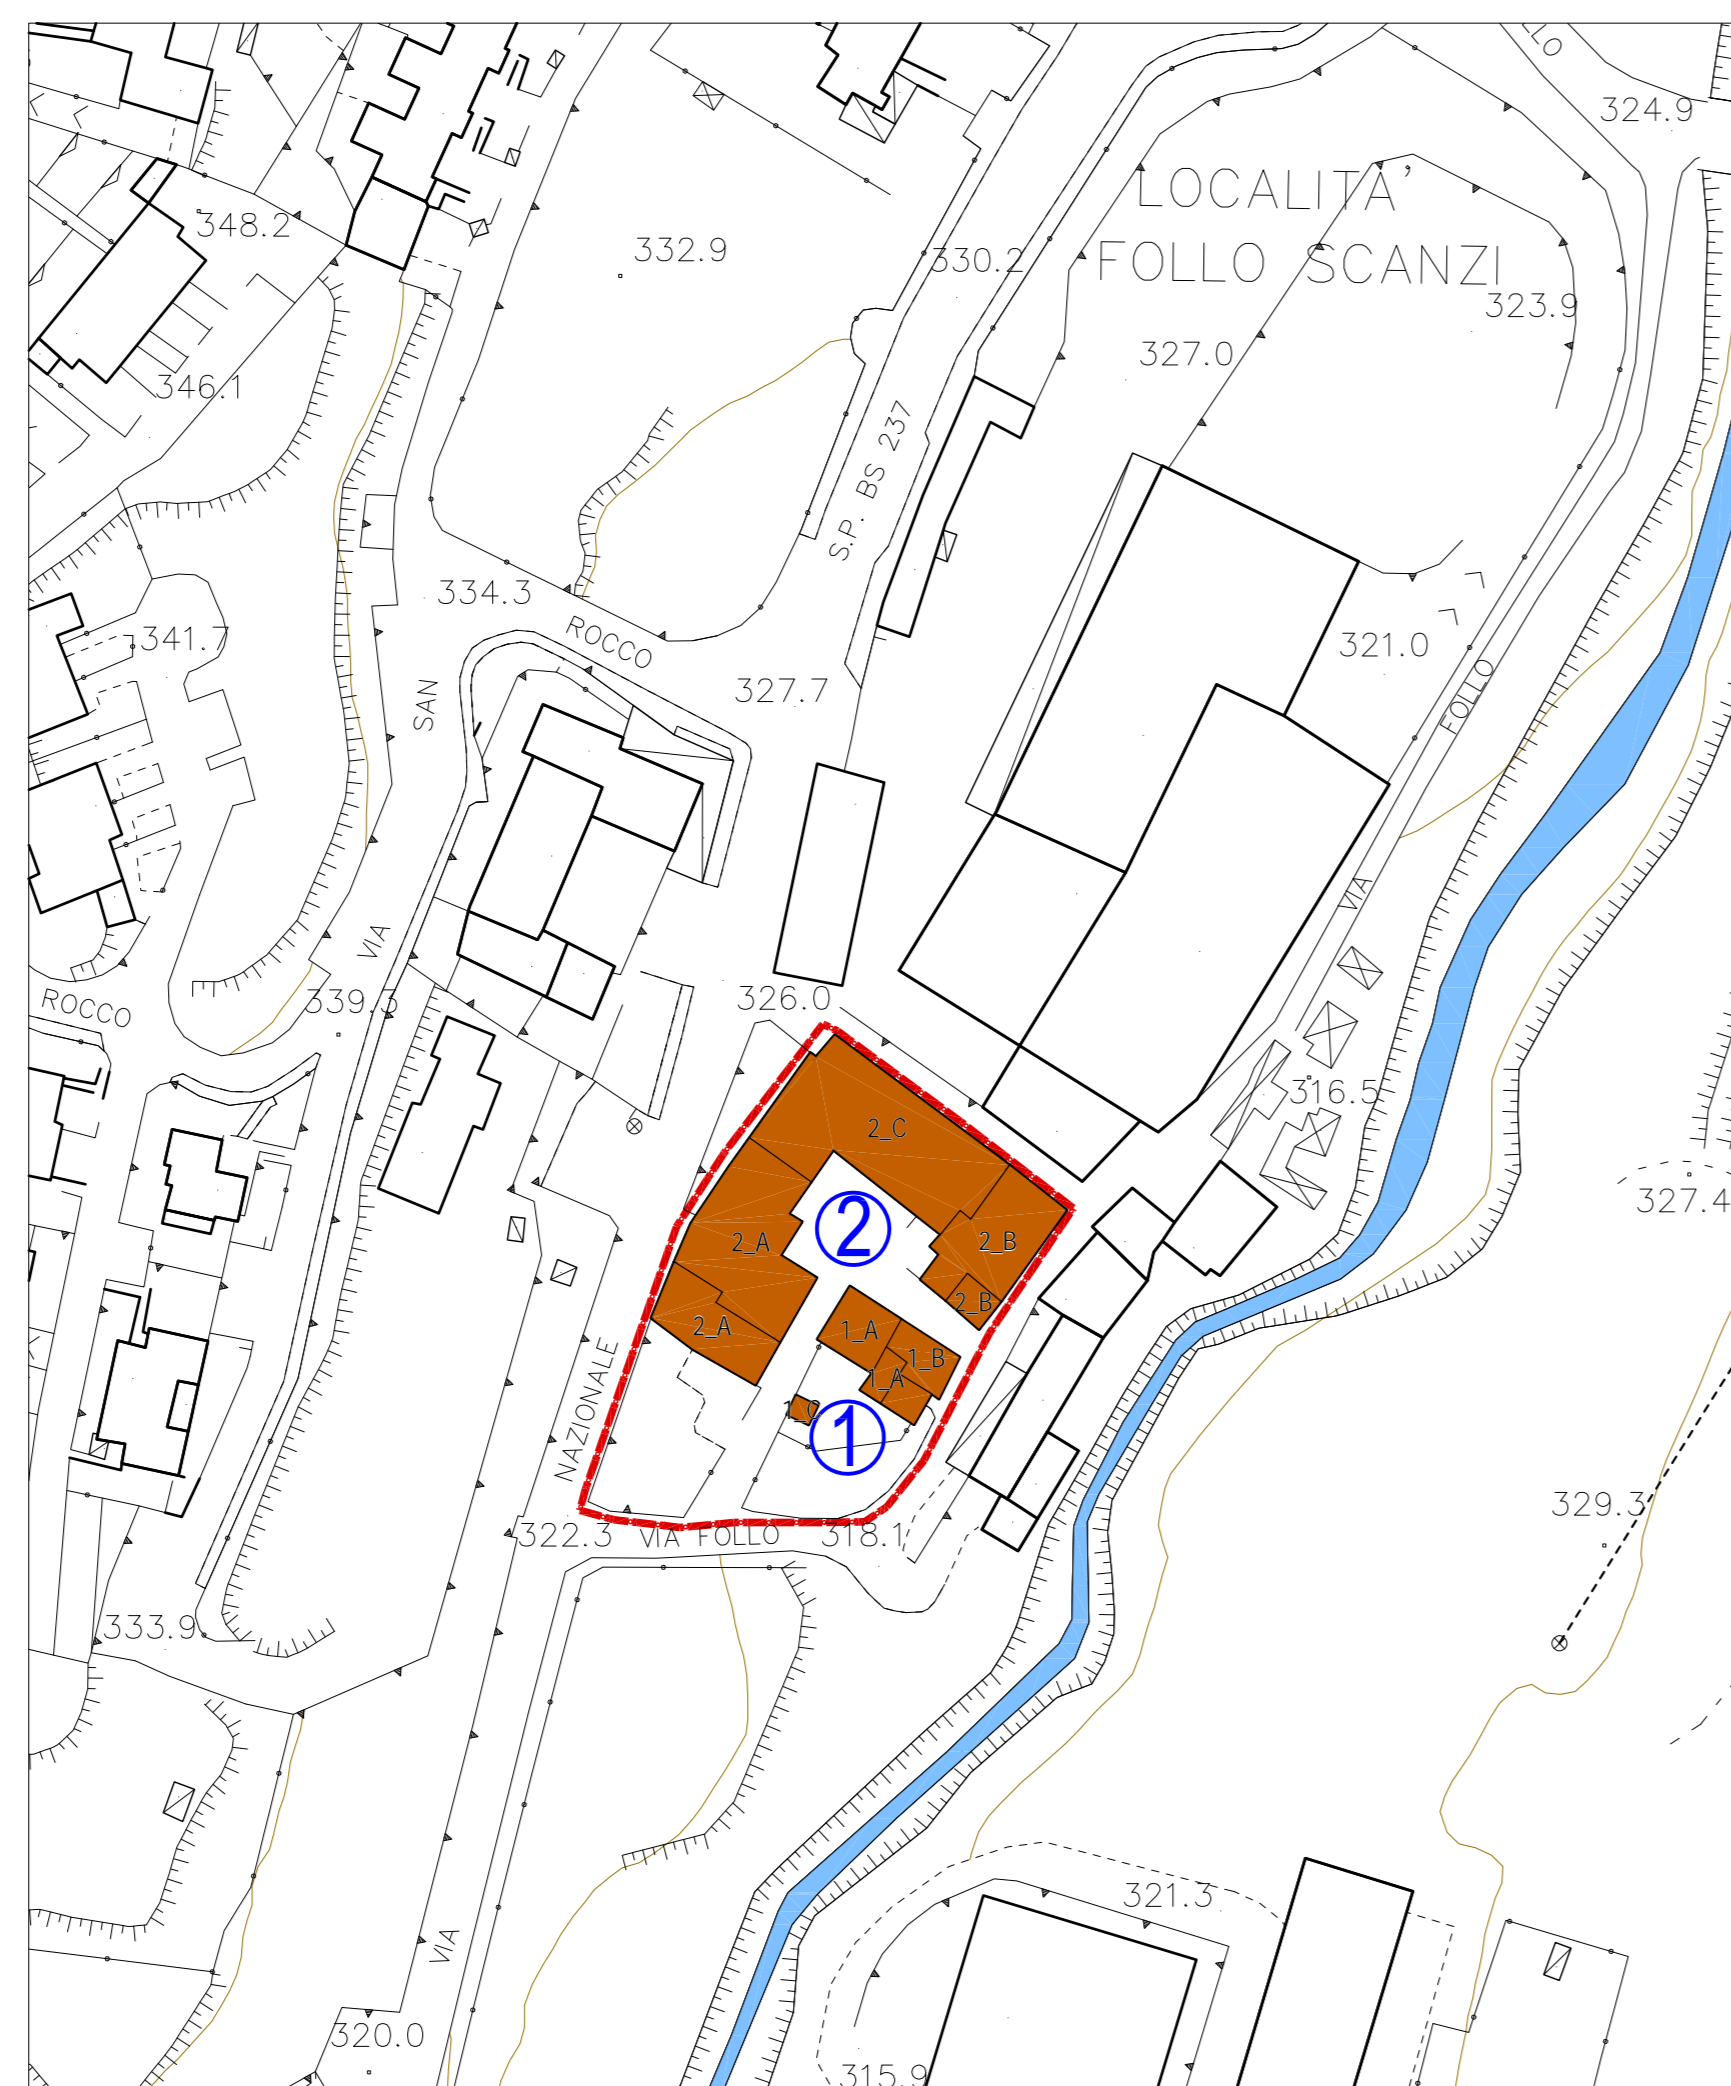 LLO
324.9
LOCALITA'
348.2
332.9
330.2
FOLLO SCANZI
323.9
327.0
346.1
S.P. BS 237
334.3
341.7
ROCCO
321.0
SAN
327.7
FOLLO
VIA
VIA
326.0
339.3
ROCCO
316.5
2_C
327.4
2
2_A
2_B
2_B
2_A
1_A
1_B
1_A
1_C
1
NAZIONALE
329.3
322.3
VIA FOLLO
318.1
333.9
321.3
VIA
320.0
315.9